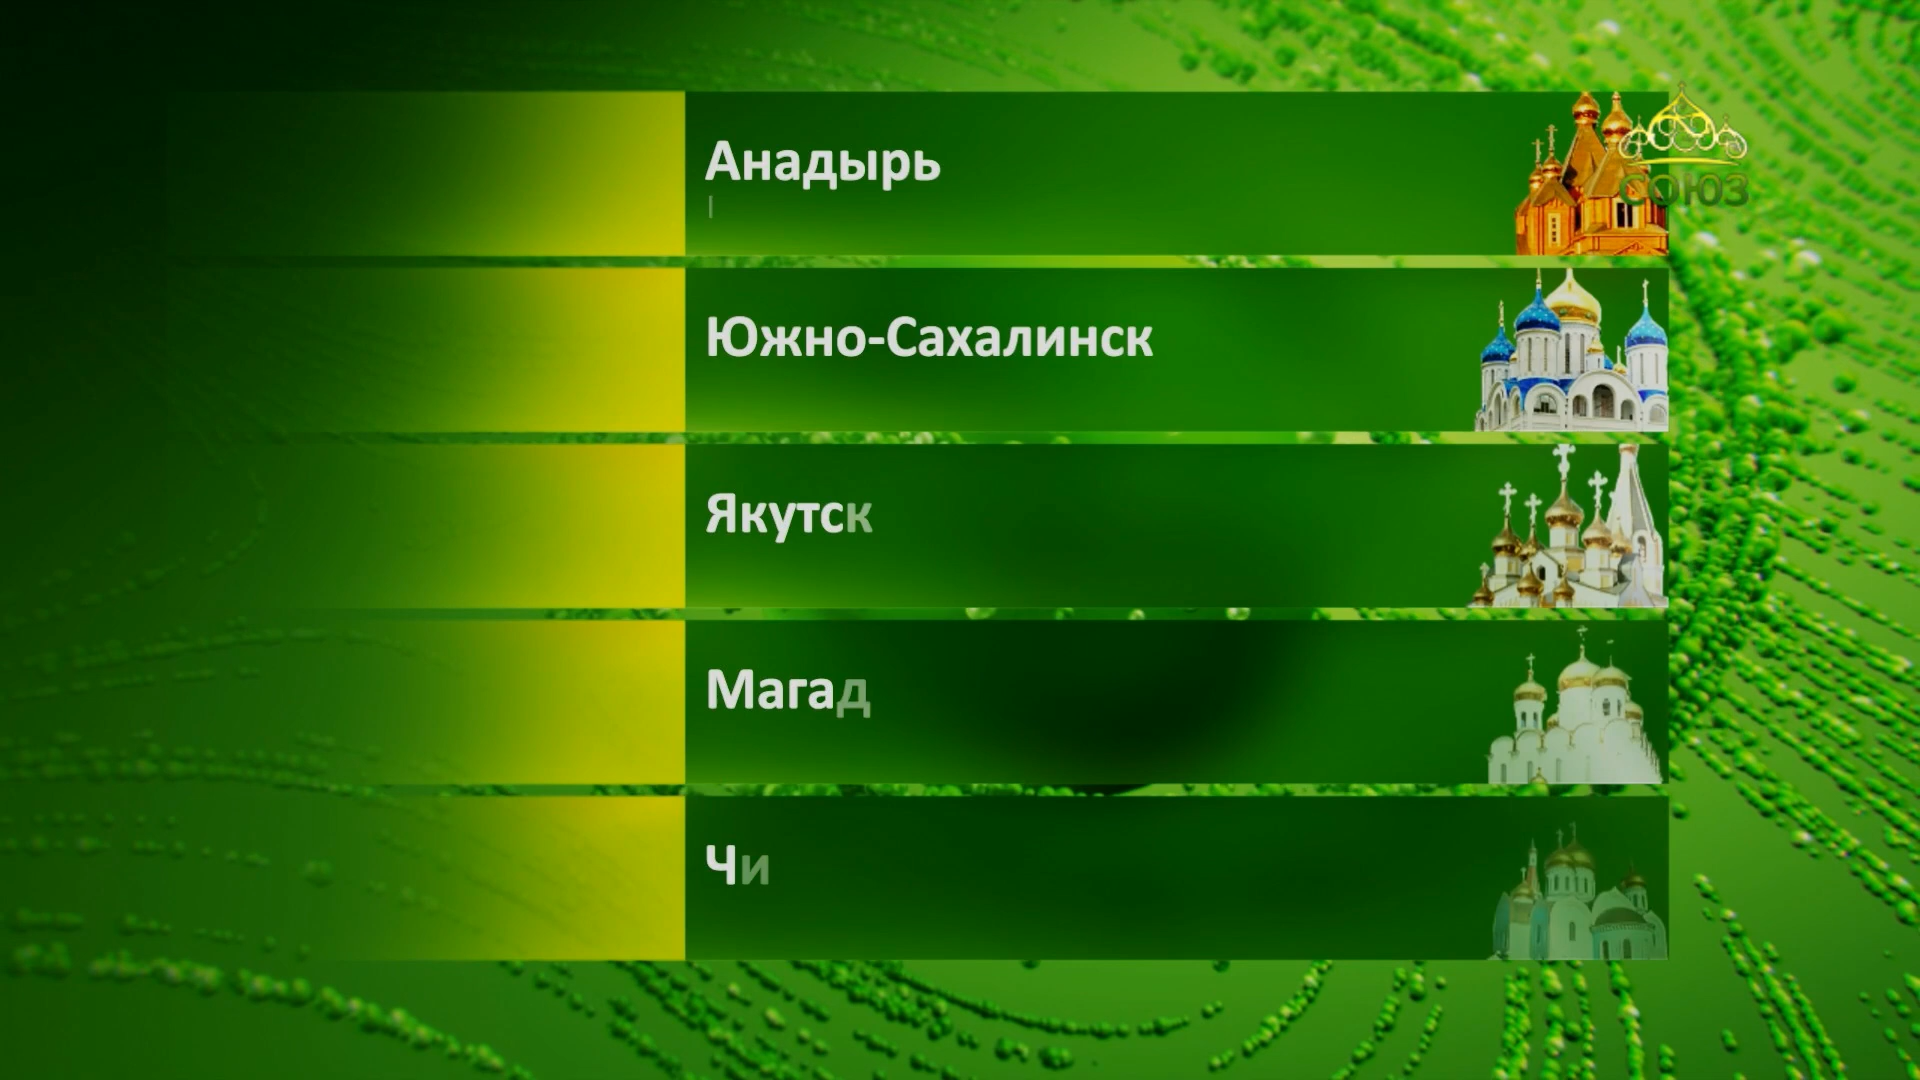 Анадырь
СОЮЗ
Южно-Сахалинск
Якутск
Магад
Чи